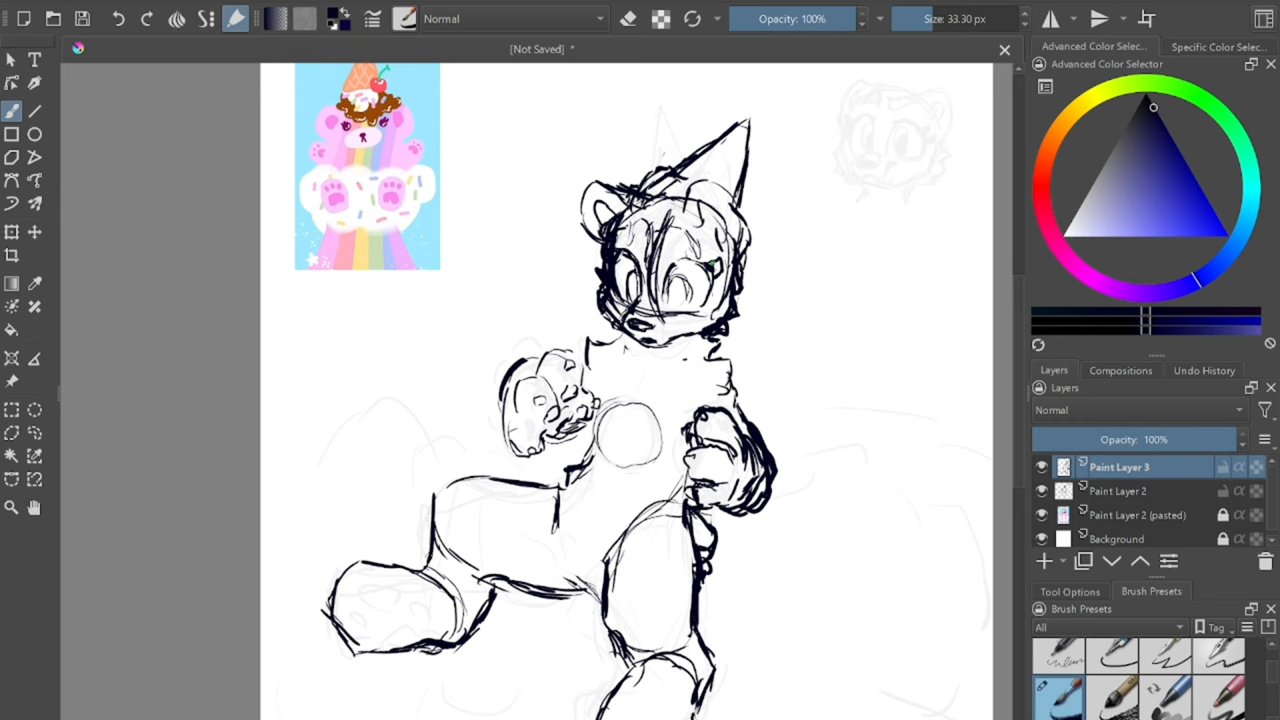 Normal
Opacity: 100%
Size: 33.30 px
[Not Saved] *
Advanced Color Selec...
Specific Color Selec...
Advanced Color Selector
Layers
Compositions
Undo History
Layers
Normal
Opacity: 100%
Paint Layer 3
Paint Layer 2
Paint Layer 2 (pasted)
Background
Tool Options
Brush Presets
Brush Presets
All
Tag